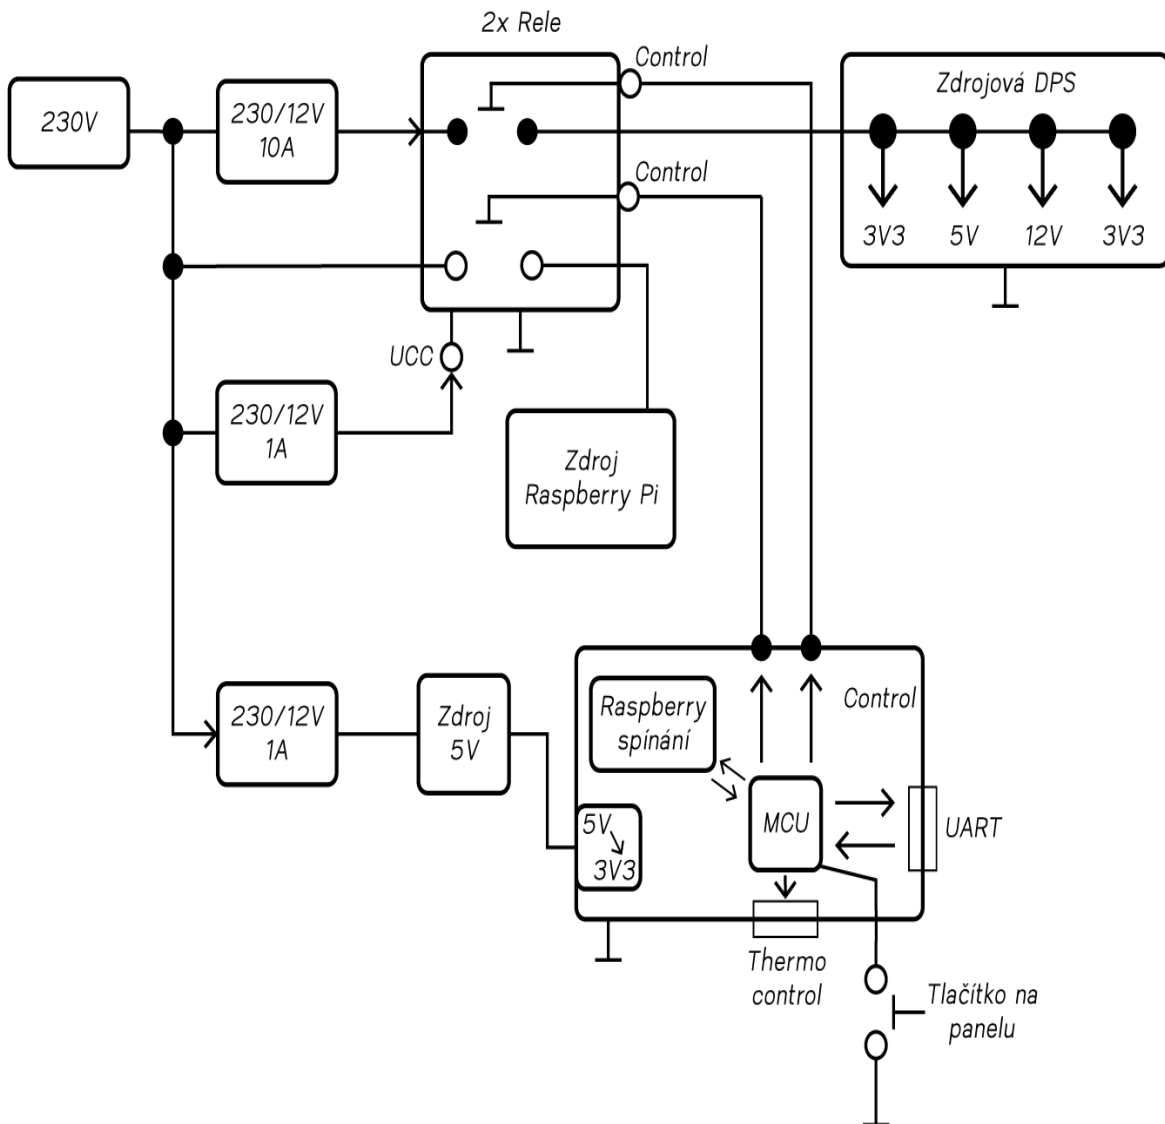 2x Rele
Control
230V
230/12V
10A
Zdrojová DPS
Control
3V3
5V
12V
3V3
UCC
230/12V
1A
Zdroj
Raspberry Pi
230/12V
1A
Zdroj
5V
Raspberry
spínání
Control
MCU
UART
5V
3V3
Thermo
control
Tlačítko na
panelu